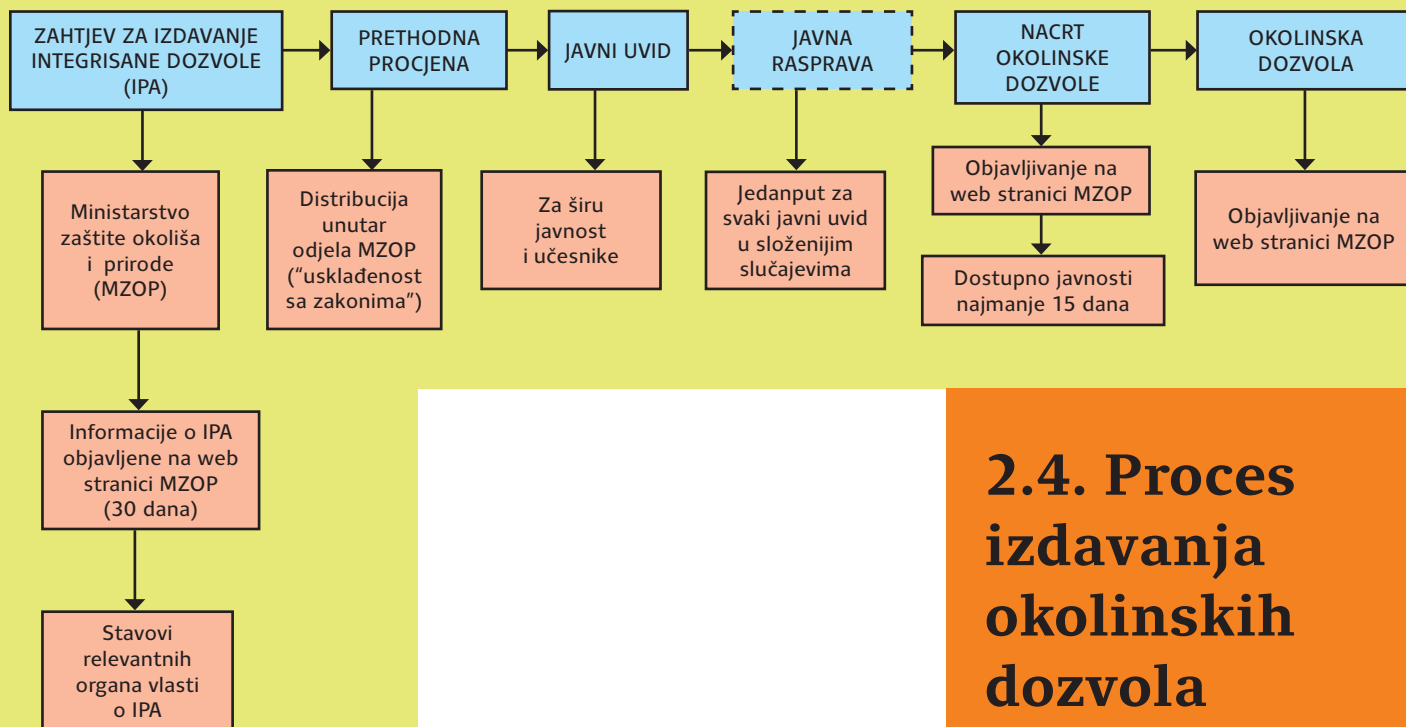 ZAHTJEV ZA IZDAVANJE
INTEGRISANE DOZVOLE
(IPA)
PRETHODNA
PROCJENA
JAVNI UVID
JAVNA
RASPRAVA
NACRT
OKOLINSKE
DOZVOLE
OKOLINSKA
DOZVOLA
Ministarstvo
zaštite okoliša
i prirode
(MZOP)
Distribucija
unutar
odjela MZOP
(“usklađenost
sa zakonima”)
Za širu
javnost
i učesnike
Jedanput za
svaki javni uvid
u složenijim
slučajevima
Objavljivanje na
web stranici MZOP
Dostupno javnosti
najmanje 15 dana
Objavljivanje na
web stranici MZOP
Informacije o IPA
objavljene na web
stranici MZOP
(30 dana)
Stavovi
relevantnih
organa vlasti
o IPA
2.4. Proces
izdavanja
okolinskih
dozvola